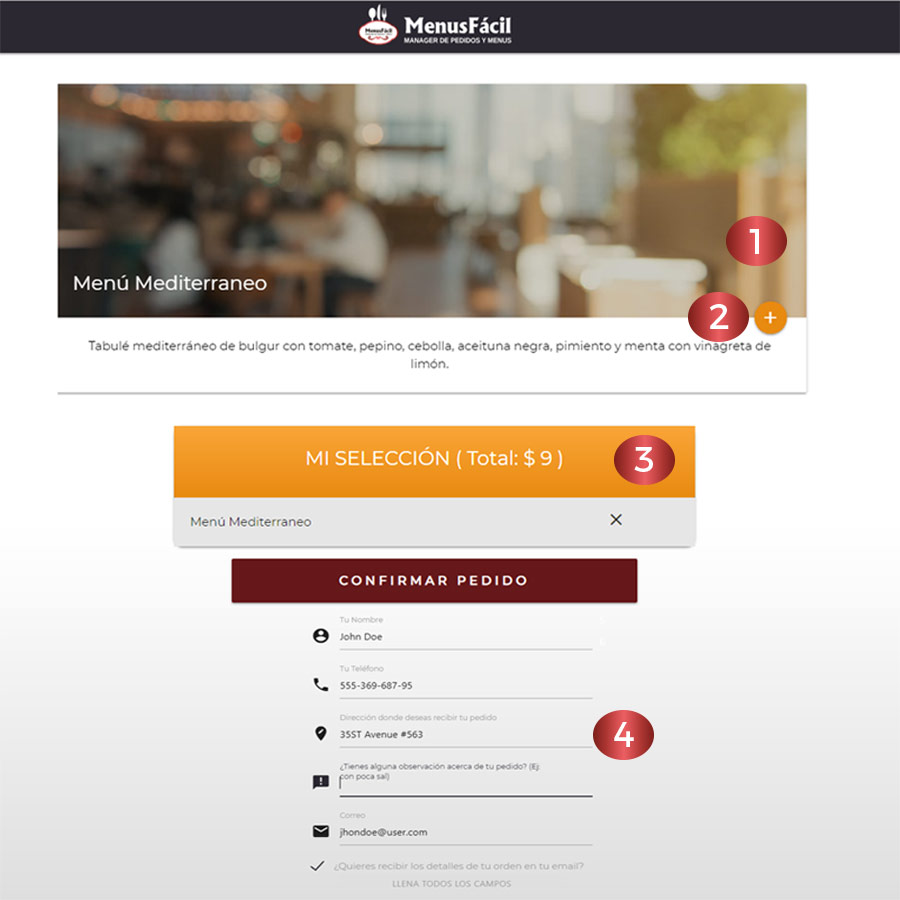 MenusFácil
MenusFácil
MANAGER DE PEDIDOS Y MENUS
1
Menú Mediterraneo
2
+
Tabulé mediterráneo de bulgur con tomate, pepino, cebolla, aceituna negra, pimiento y menta con vinagreta de
limón.
MI SELECCIÓN ( Total: $ 9 )
3
Menú Mediterraneo
CONFIRMAR PEDIDO
Tu Nombre
John Doe
Tu Teléfono
555-369-687-95
Dirección donde deseas recibir tu pedido
35ST Avenue #563
4
¿Tienes alguna observación acerca de tu pedido? (Ej:
con poca sal)
Correo
jhondoe@user.com
¿Quieres recibir los detalles de tu orden en tu email?
LLENA TODOS LOS CAMPOS